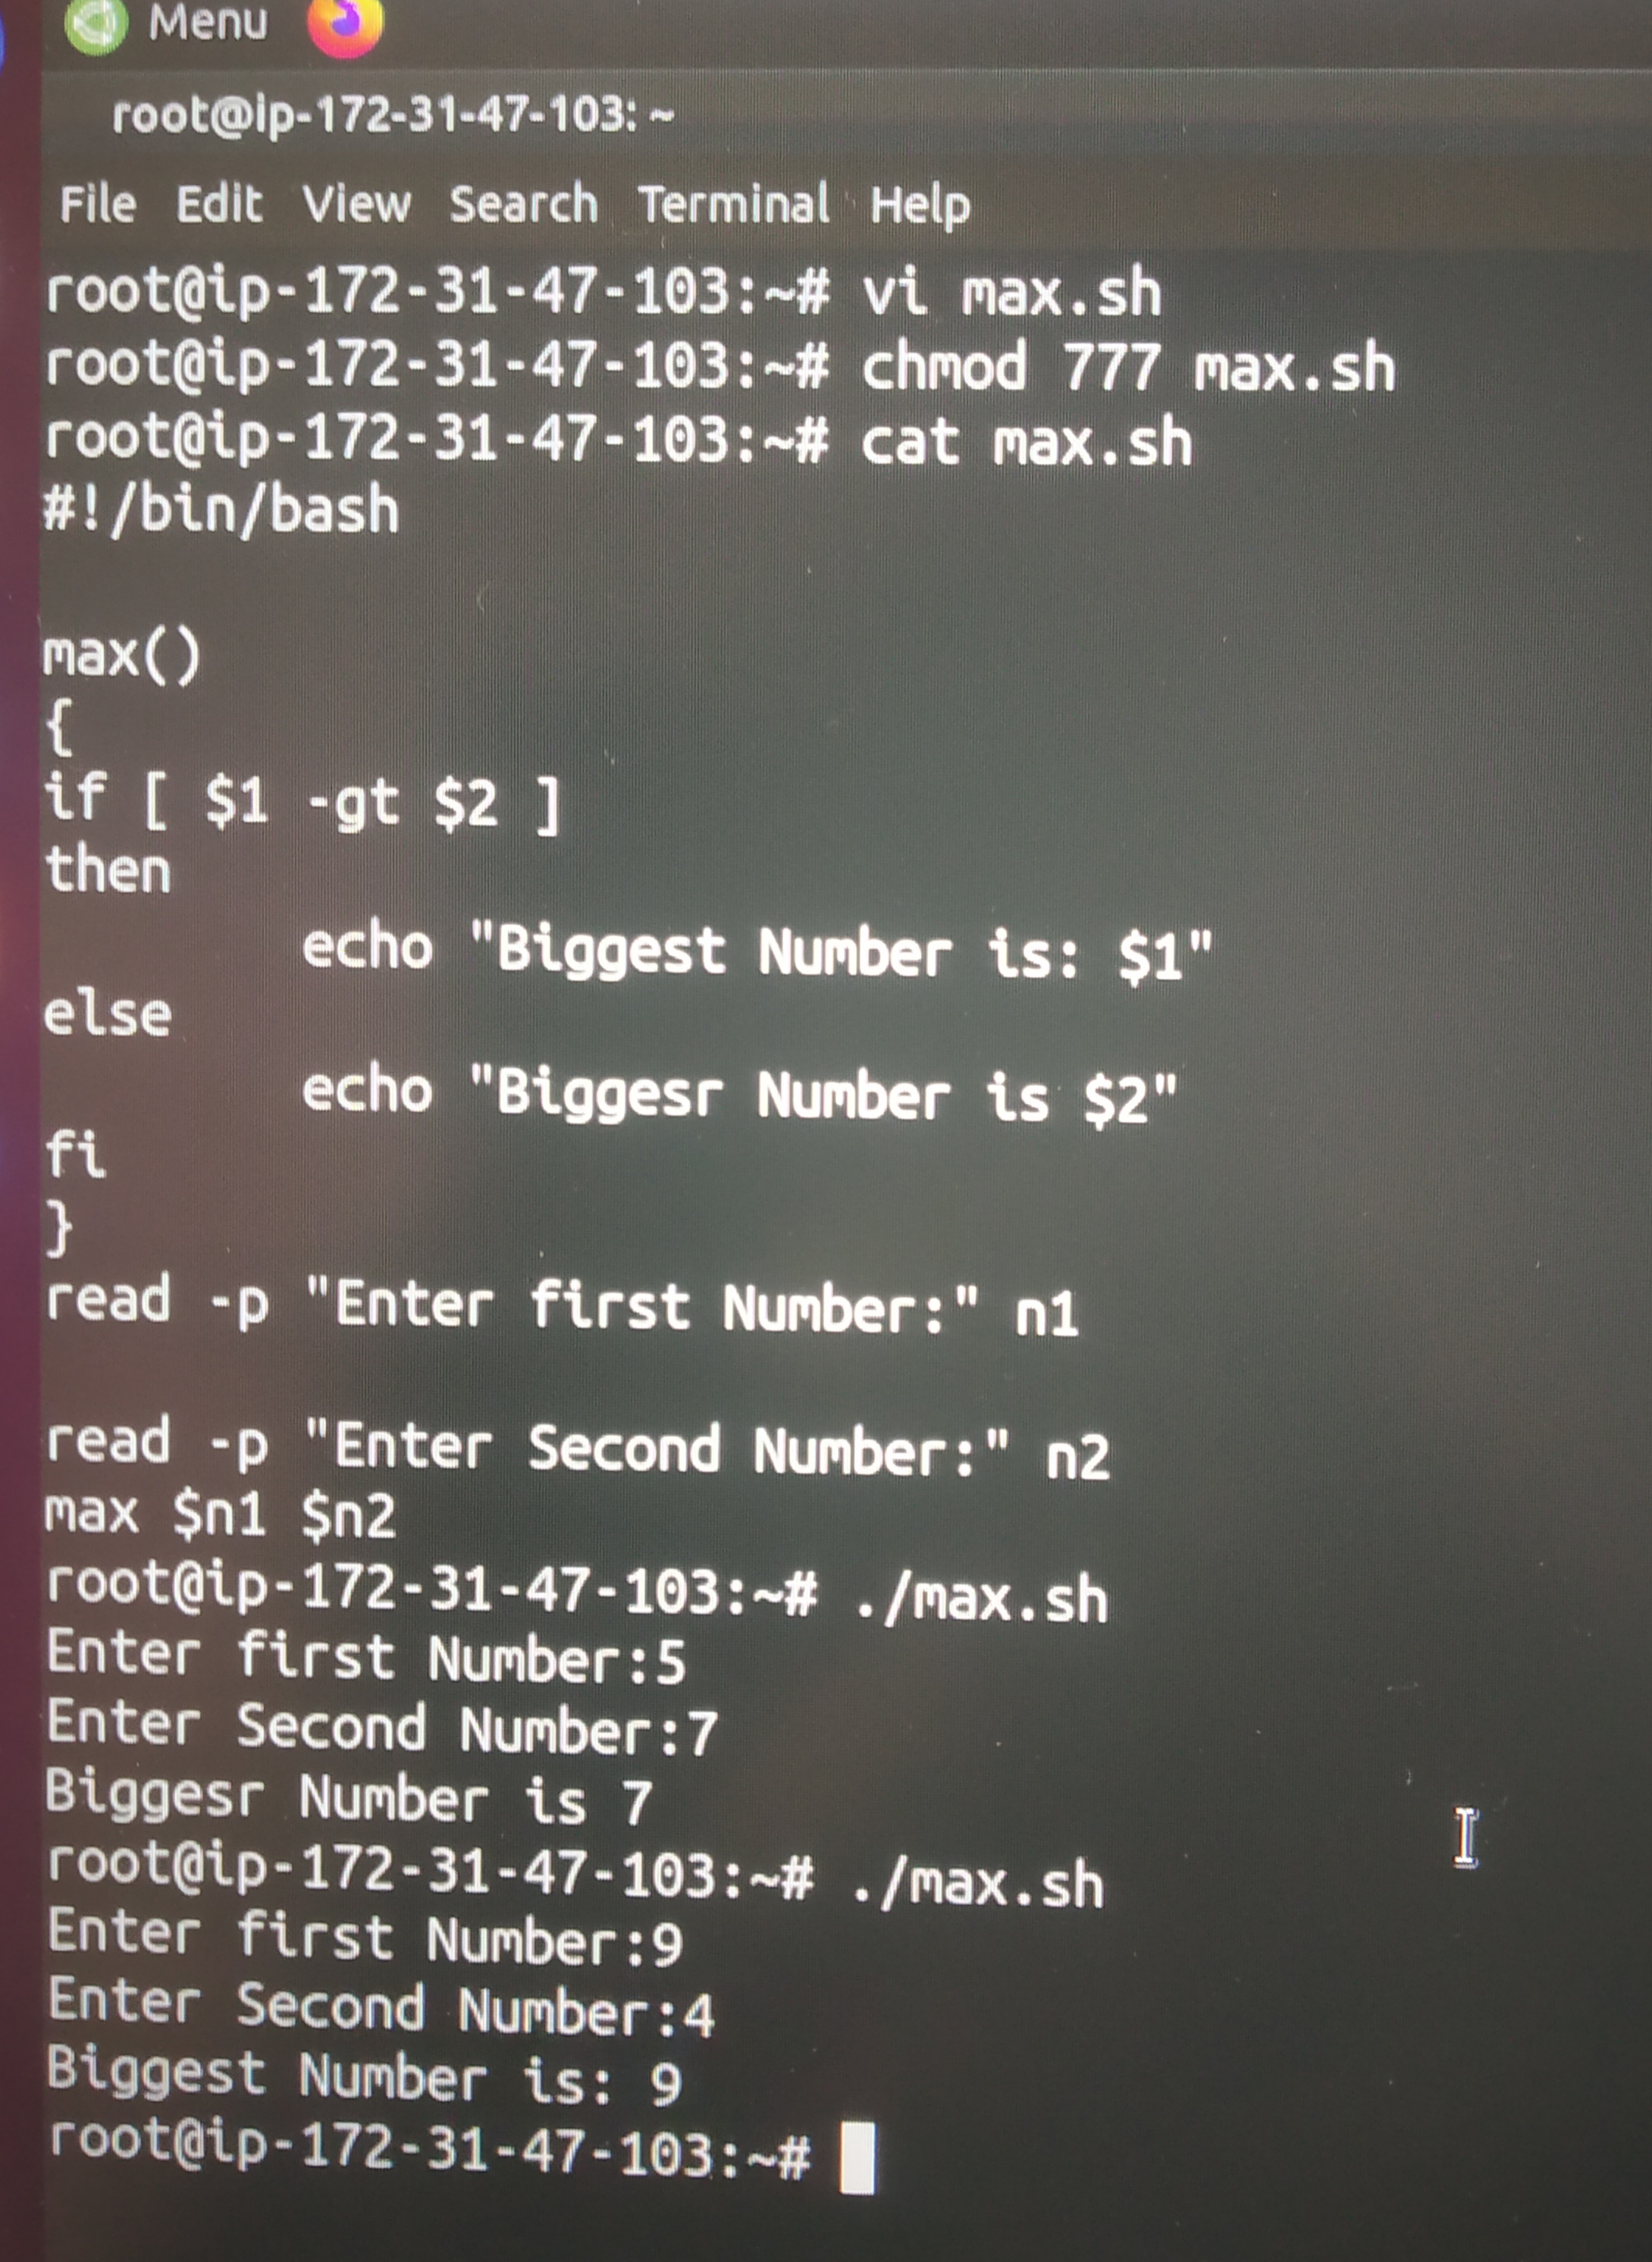 Menu
root@ip-172-31-47-103: ~
File Edit View Search Terminal Help
root@ip-172-31-47-103:~# vi max.sh
root@ip-172-31-47-103:~# chmod 777 max.sh
root@ip-172-31-47-103:~# cat max.sh
#!/bin/bash

max()
{
if [ $1 -gt $2 ]
then
        echo "Biggest Number is: $1"
else
        echo "Biggesr Number is $2"
fi
}
read -p "Enter first Number:" n1

read -p "Enter Second Number:" n2
max $n1 $n2
root@ip-172-31-47-103:~# ./max.sh
Enter first Number:5
Enter Second Number:7
Biggesr Number is 7
root@ip-172-31-47-103:~# ./max.sh
Enter first Number:9
Enter Second Number:4
Biggest Number is: 9
root@ip-172-31-47-103:~#